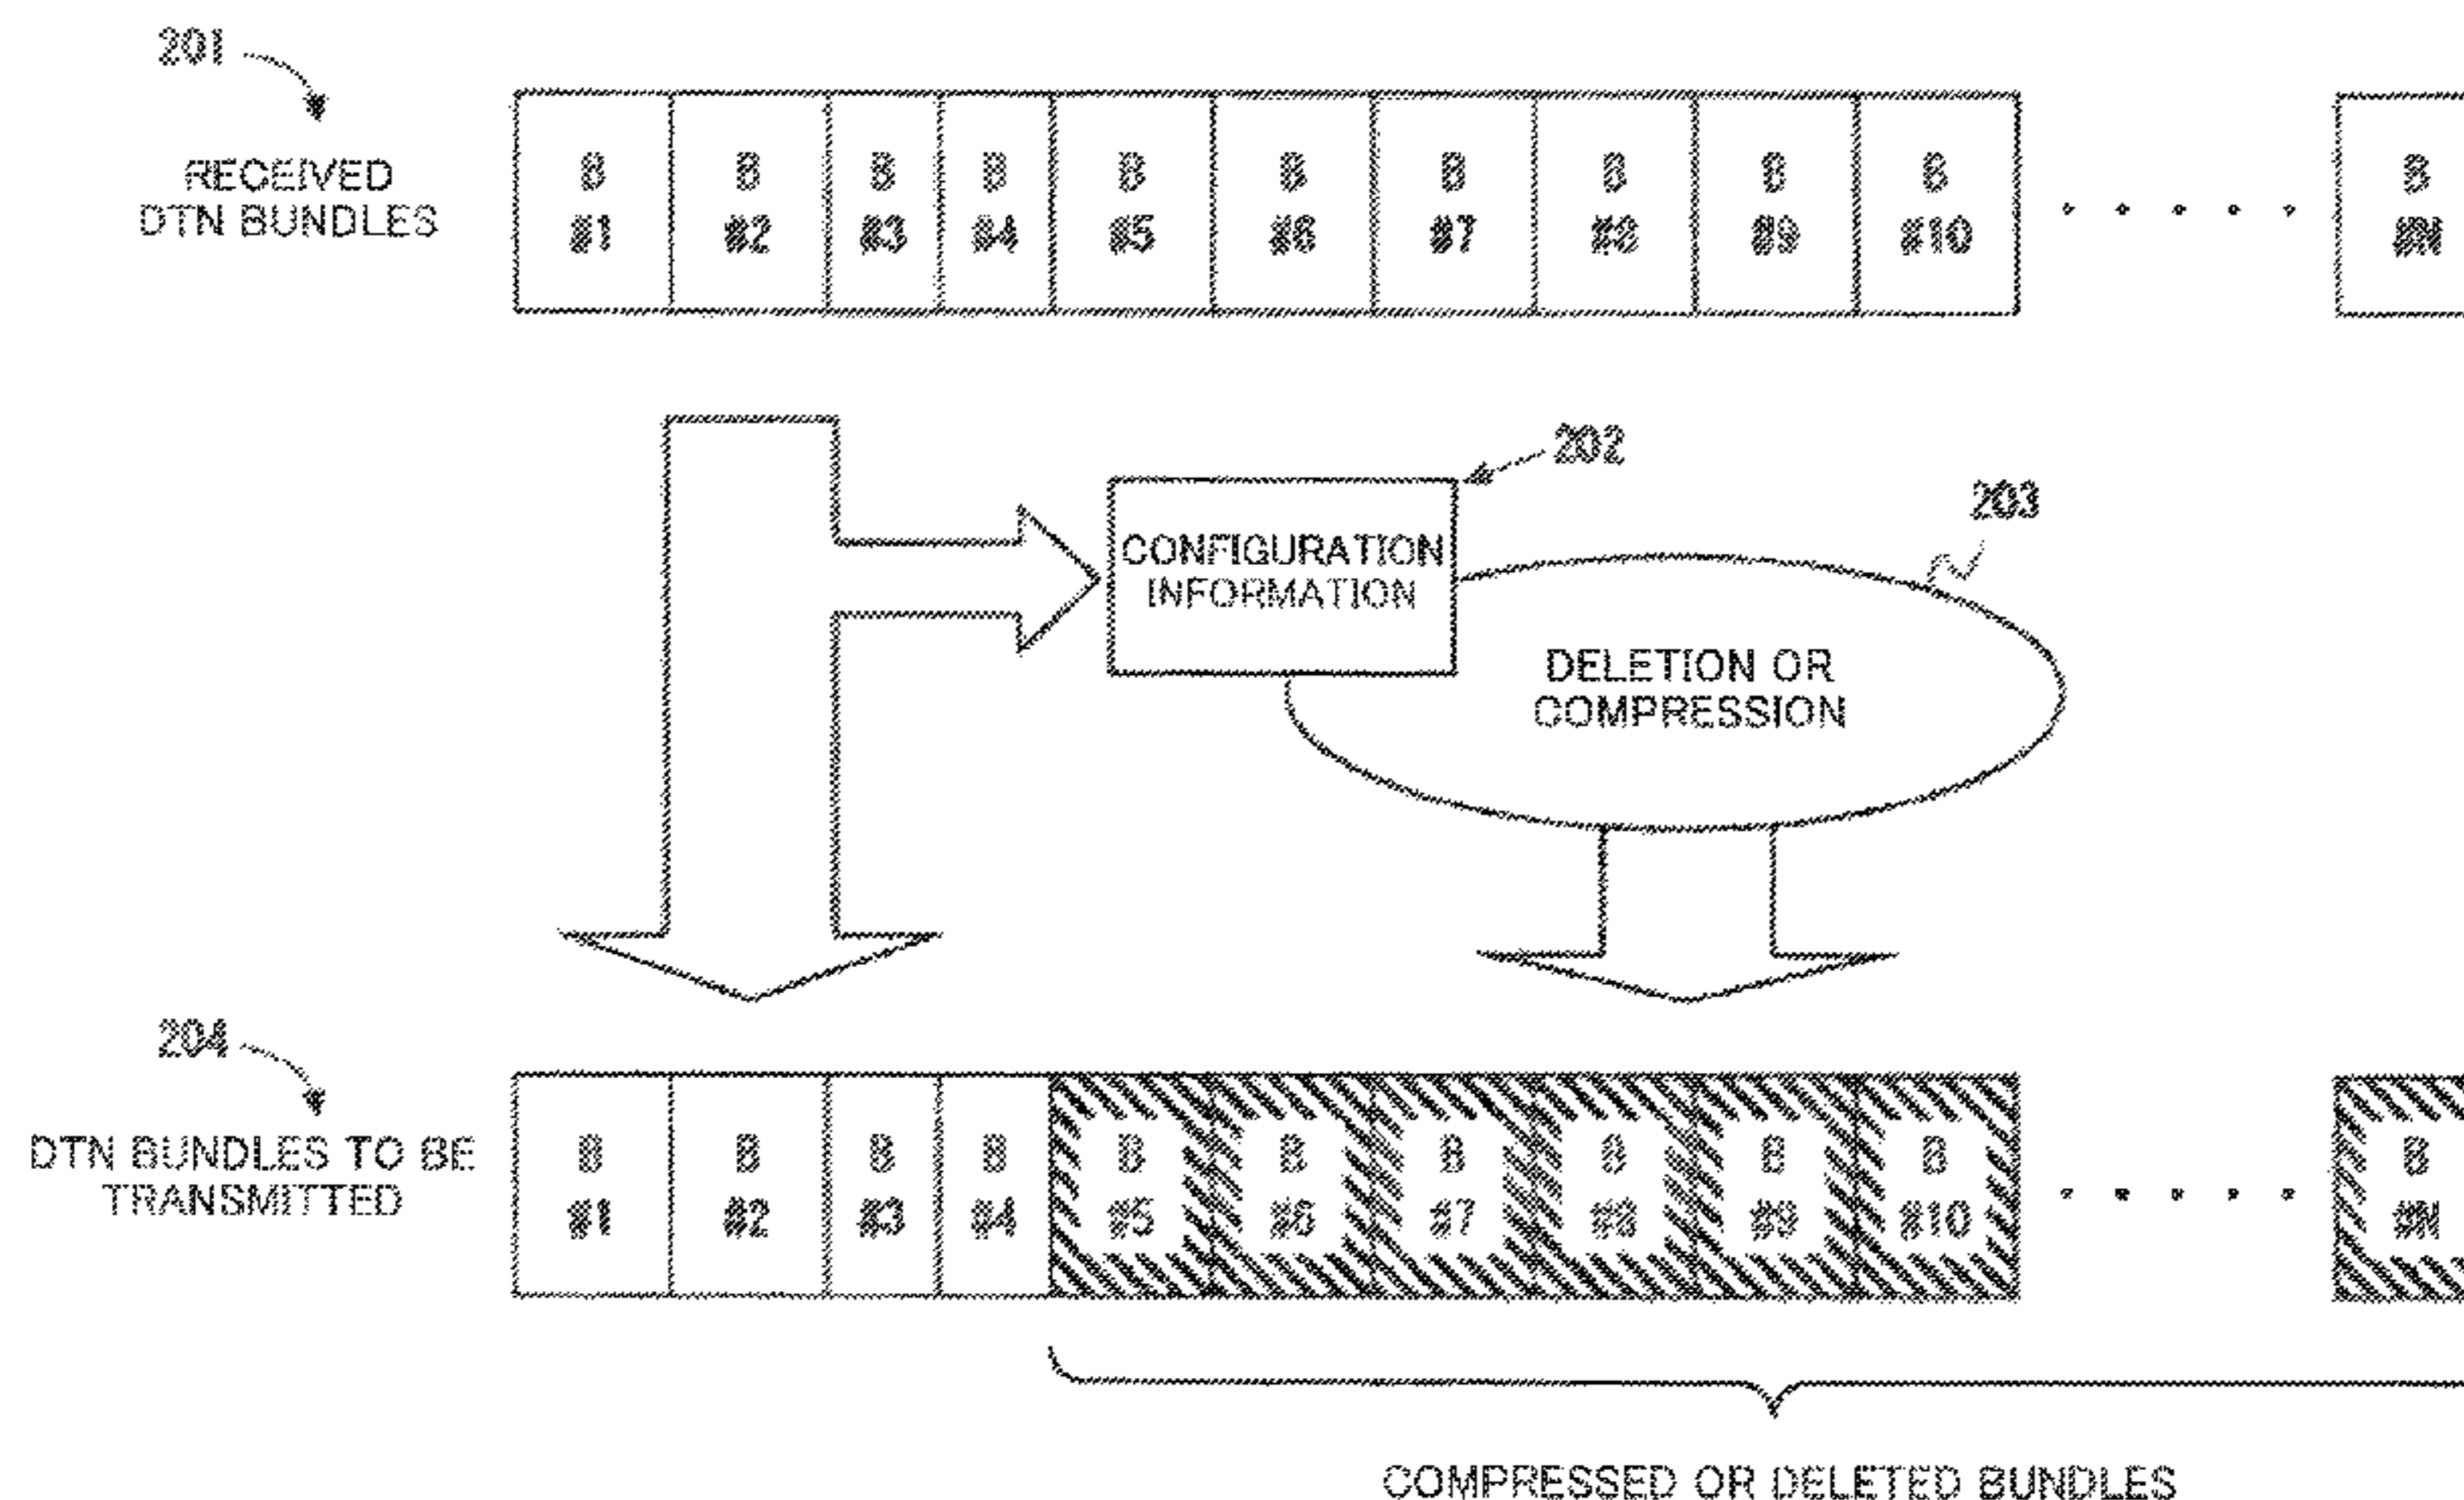 201
RECEIVED
DTN BUNDLES
B B B B B B B B B B B
#1 #2 #3 #4 #5 #6 #7 #8 #9 #10 . . . . . #N
202
CONFIGURATION
INFORMATION
203
DELETION OR
COMPRESSION
204
DTN BUNDLES TO BE
TRANSMITTED
B B B B B B B B B B B
#1 #2 #3 #4 #5 #6 #7 #8 #9 #10 . . . . . #N
COMPRESSED OR DELETED BUNDLES